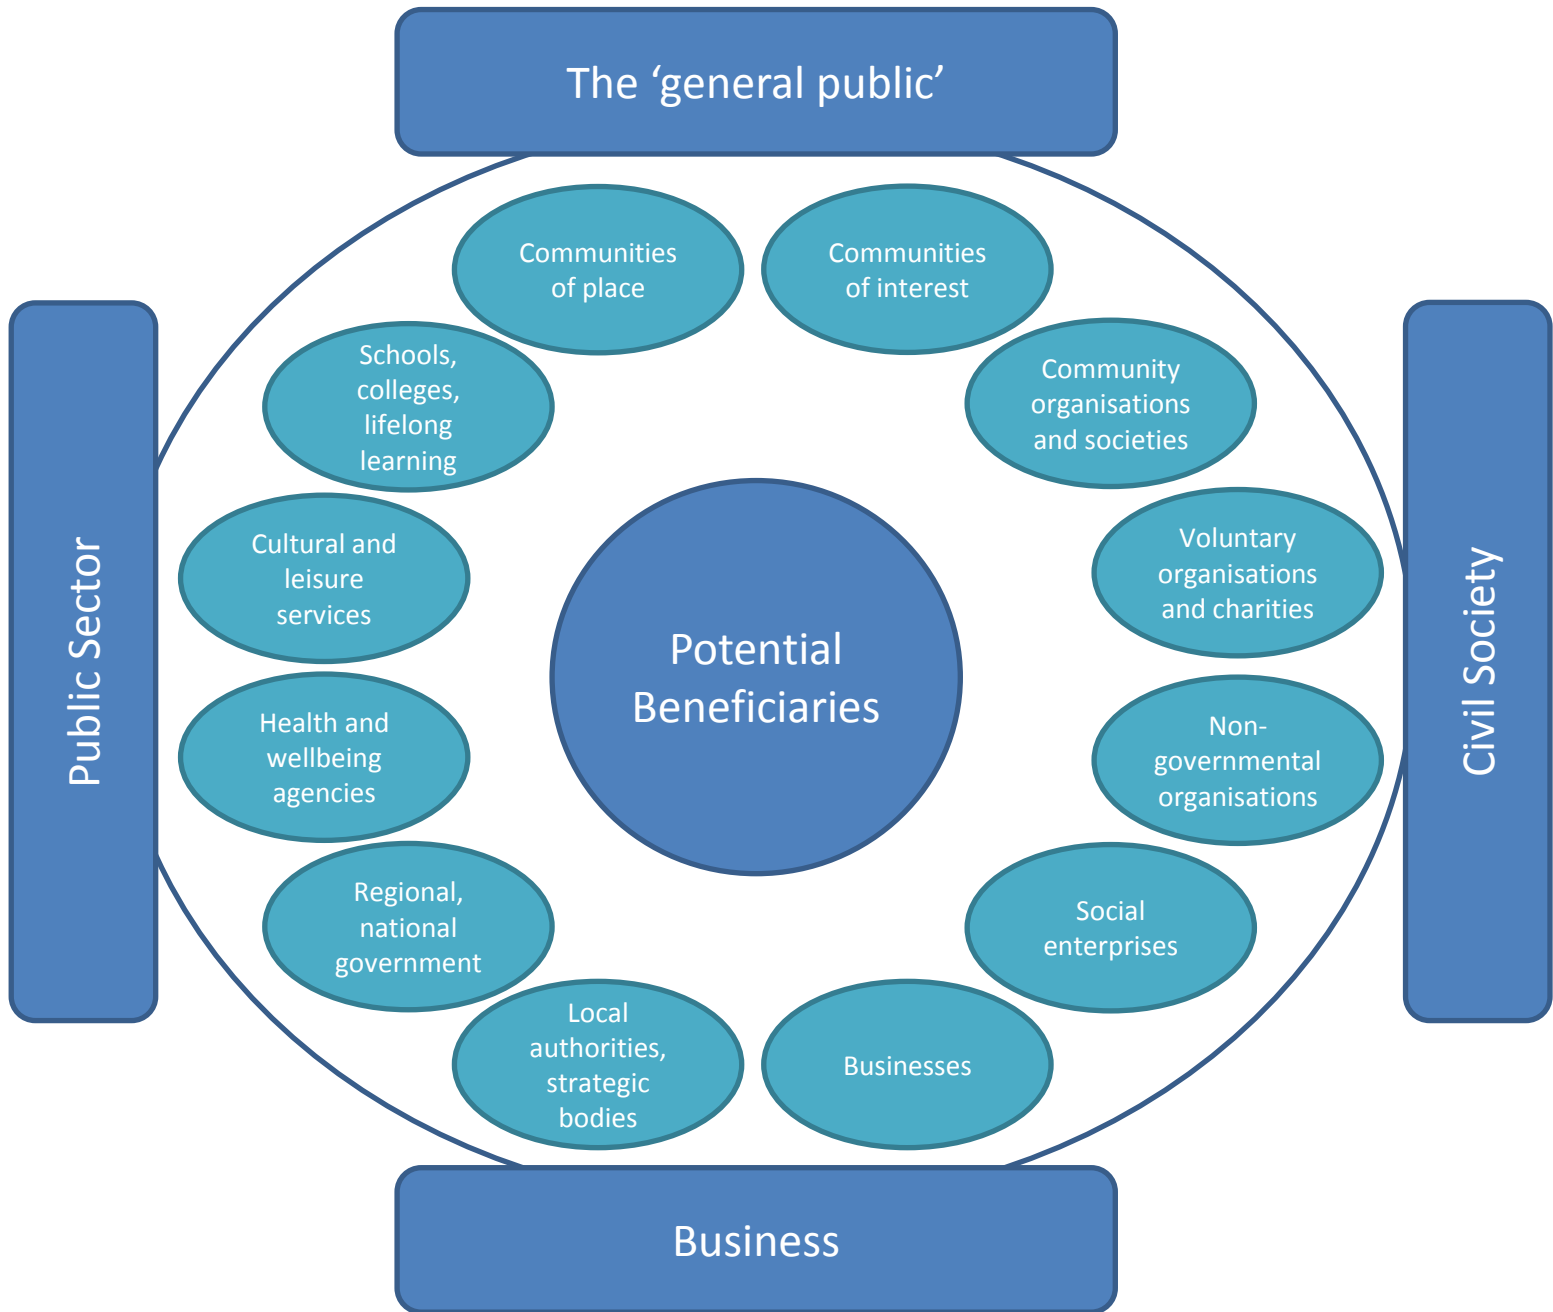 The ‘general public’
Communities
of place
Communities
of interest
Schools,
colleges,
lifelong
learning
Community
organisations
and societies
Cultural and
leisure
services
Voluntary
organisations
and charities
Public Sector
Potential
Beneficiaries
Civil Society
Health and
wellbeing
agencies
Non-
governmental
organisations
Regional,
national
government
Social
enterprises
Local
authorities,
strategic
bodies
Businesses
Business